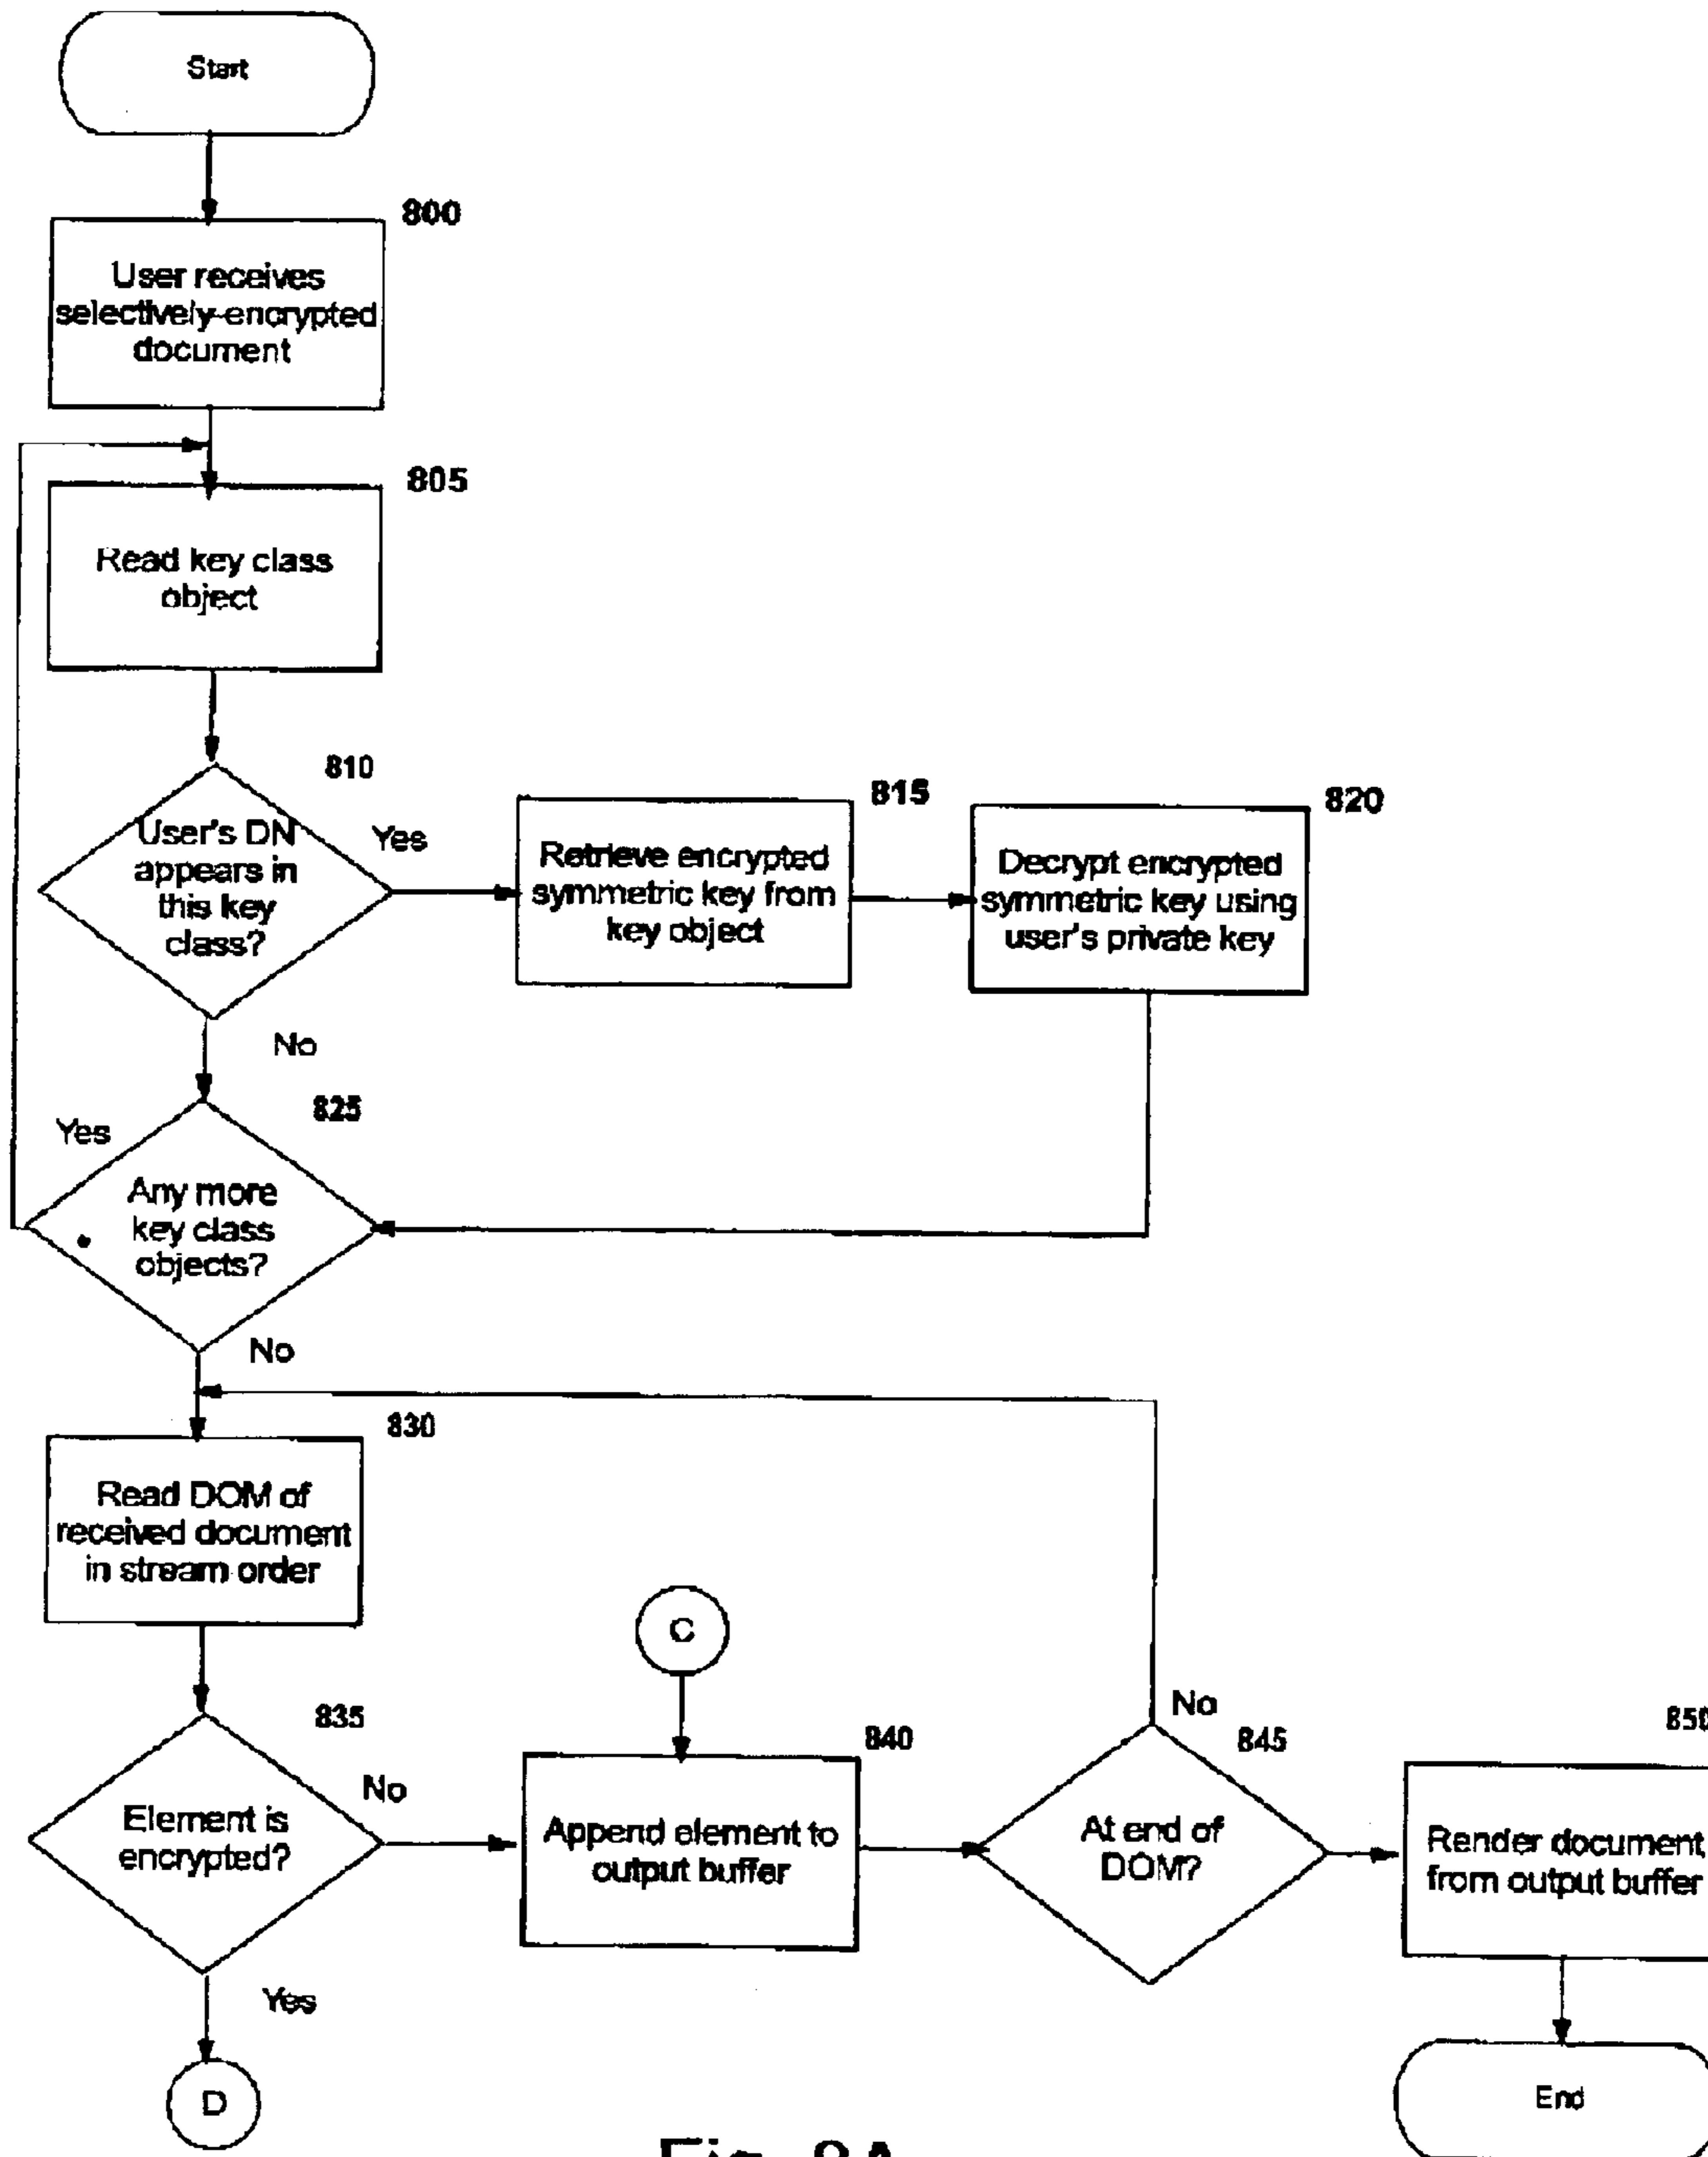 Start
800
User receives
selectively-encrypted
document
805
Read key class
object
810
User's DN
appears in
this key
class?
Yes
815
Retrieve encrypted
symmetric key from
key object
820
Decrypt encrypted
symmetric key using
user's private key
No
825
Yes
Any more
key class
objects?
No
830
Read DOM of
received document
in stream order
C
835
Element is
encrypted?
No
840
Append element to
output buffer
No
845
At end of
DOM?
850
Render document
from output buffer
Yes
D
End